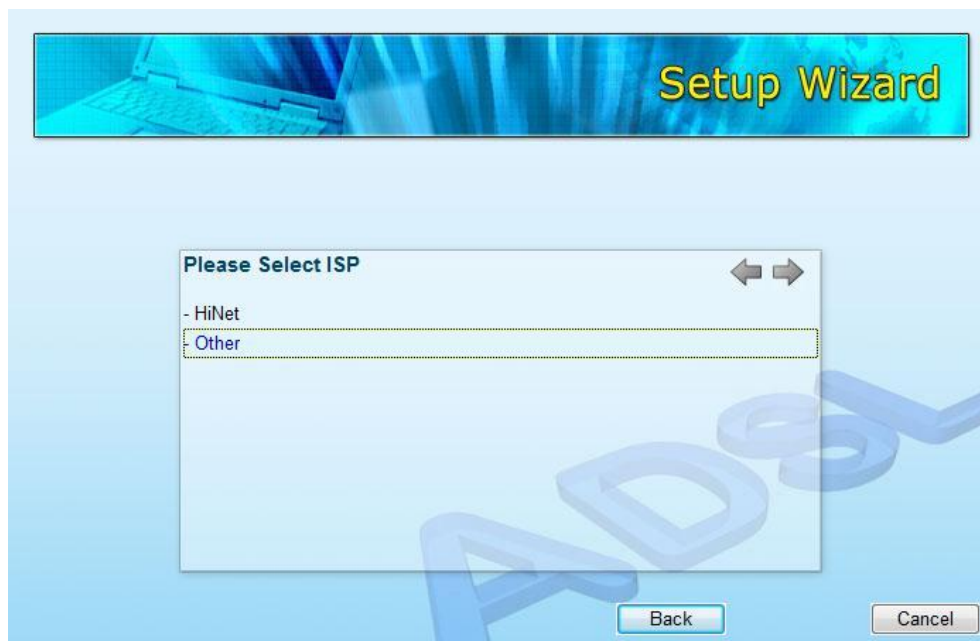 Setup Wizard
Please Select ISP
- HiNet
- Other
ADSL
Back Cancel